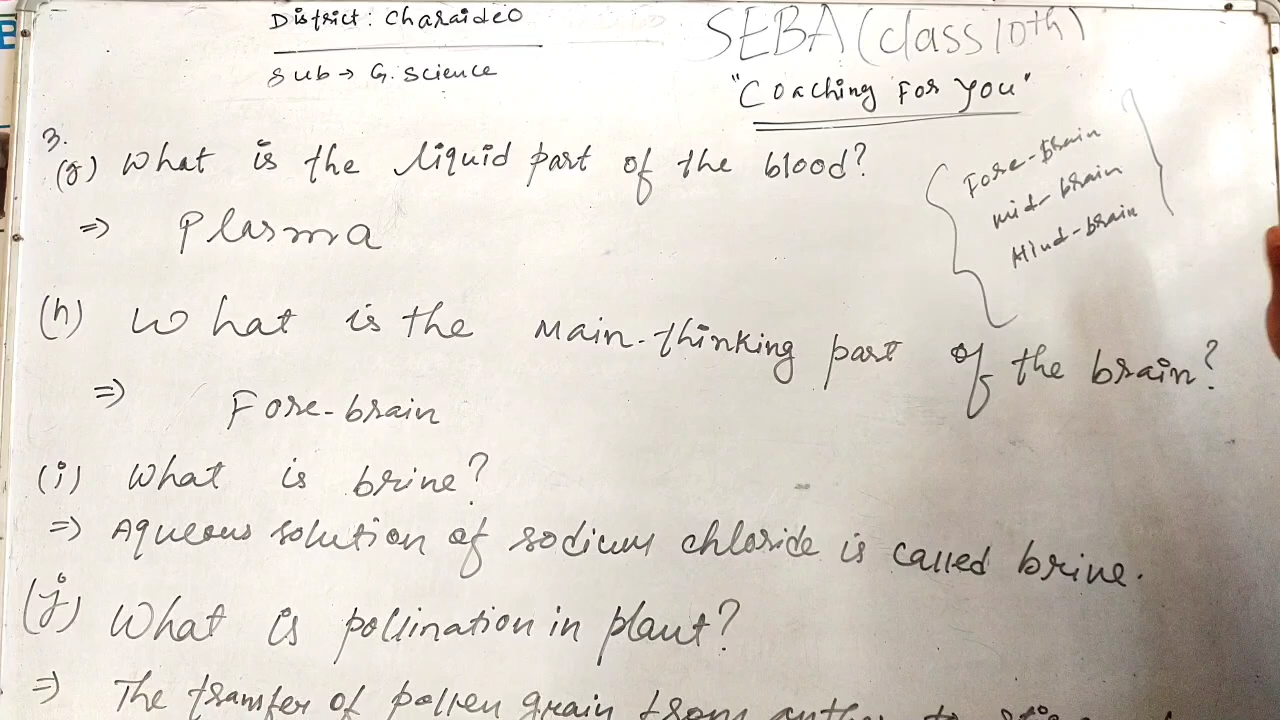 District: Charaideo
Sub → G. Science
SEBA (class 10th)
"Coaching For You"
3.
(g) What is the liquid part of the blood?
⇒ Plasma
Fore-brain
Mid-brain
Hind-brain
(h) What is the main-thinking part of the brain?
⇒ Fore-brain
(i) What is brine?
⇒ Aqueous solution of sodium chloride is called brine.
(j) What is pollination in plant?
⇒ The transfer of pollen grain from anther to